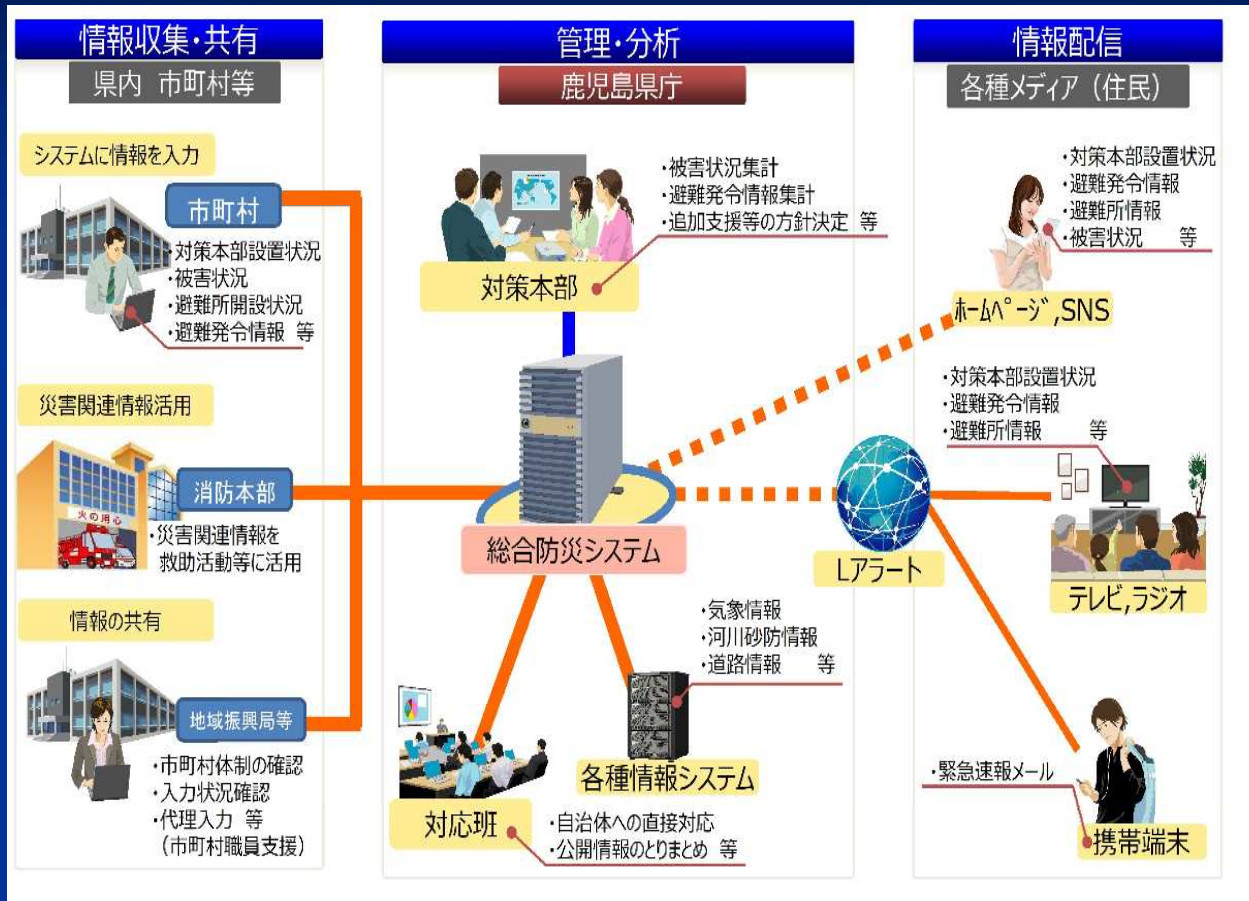 情報収集・共有
県内 市町村等
システムに情報を入力
市町村
・対策本部設置状況
・被害状況
・避難所開設状況
・避難発令情報 等
災害関連情報活用
火の用心
消防本部
・災害関連情報を
救助活動等に活用
情報の共有
地域振興局等
・市町村体制の確認
・入力状況確認
・代理入力 等
(市町村職員支援)
管理・分析
鹿児島県庁
・被害状況集計
・避難発令情報集計
・追加支援等の方針決定 等
対策本部
総合防災システム
・気象情報
・河川砂防情報
・道路情報 等
各種情報システム
対応班
・自治体への直接対応
・公開情報のとりまとめ 等
情報配信
各種メディア（住民）
・対策本部設置状況
・避難発令情報
・避難所情報
・被害状況 等
ﾎｰﾑﾍﾟｰｼﾞ,SNS
・対策本部設置状況
・避難発令情報
・避難所情報 等
Lアラート
テレビ,ラジオ
・緊急速報メール
携帯端末